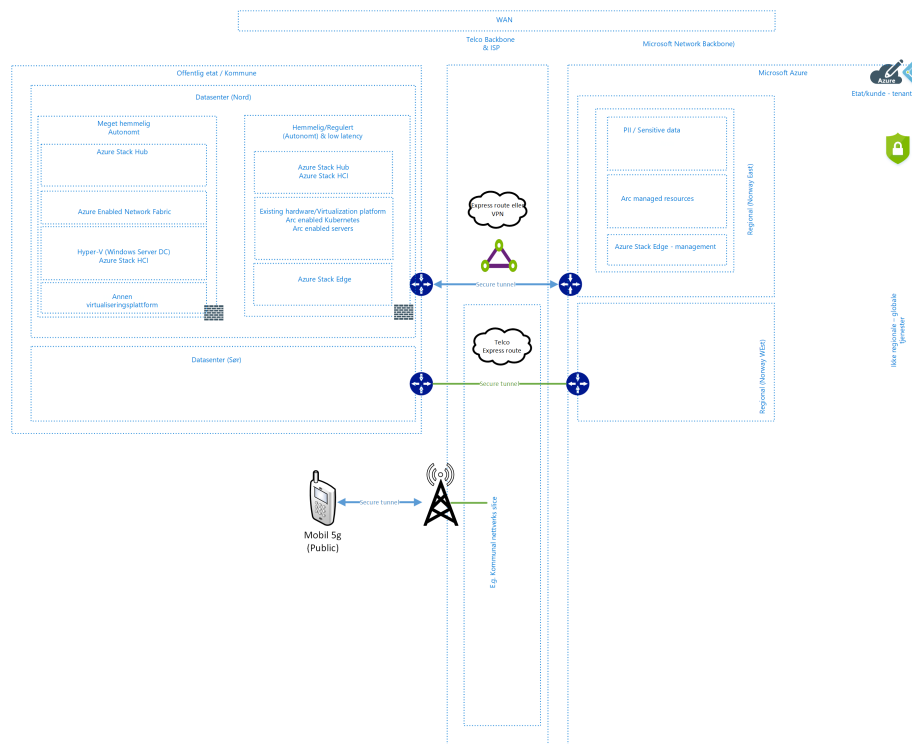 WAN
Telco Backbone
& ISP
Microsoft Network Backbone)
Offentlig etat / Kommune
Microsoft Azure
Azure
Etat/kunde - tenant
Datasenter (Nord)
Meget hemmelig
Autonomt
Azure Stack Hub
Azure Enabled Network Fabric
Hyper-V (Windows Server DC)
Azure Stack HCI
Annen
virtualiseringsplattform
Hemmelig/Regulert
(Autonomt) & low latency
Azure Stack Hub
Azure Stack HCI
Existing hardware/Virtualization platform
Arc enabled Kubernetes
Arc enabled servers
Azure Stack Edge
Express route eller
VPN
Secure tunnel
PII / Sensitive data
Arc managed resources
Azure Stack Edge - management
Regional (Norway East)
Ikke regionale – globale
tjenester
Datasenter (Sør)
Telco
Express route
Secure tunnel
Regional (Norway WEst)
Secure tunnel
Mobil 5g
(Public)
E.g. Kommunal nettverks slice